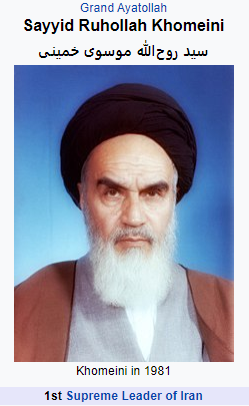 Grand Ayatollah
Sayyid Ruhollah Khomeini
سید روح‌الله موسوی خمینی
Khomeini in 1981
1st Supreme Leader of Iran